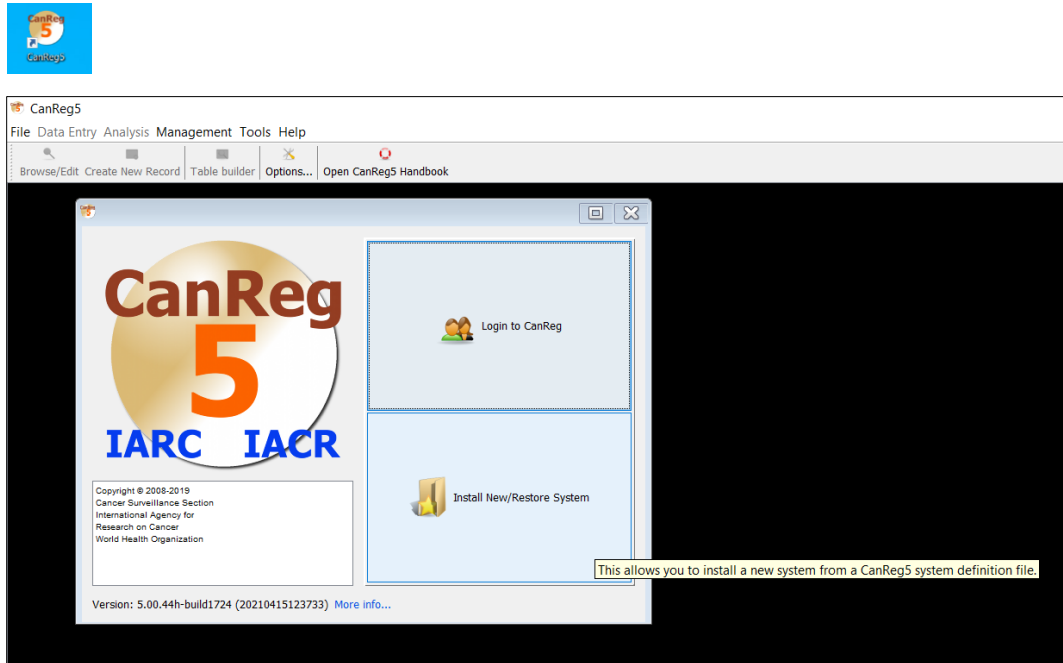 CanReg
5
CanReg5
CanReg5
File Data Entry Analysis Management Tools Help
Browse/Edit Create New Record Table builder Options... Open CanReg5 Handbook
CanReg
5
CanReg
5
IARC IACR
Login to CanReg
Install New/Restore System
Copyright © 2008-2019
Cancer Surveillance Section
International Agency for
Research on Cancer
World Health Organization
This allows you to install a new system from a CanReg5 system definition file.
Version: 5.00.44h-build1724 (20210415123733) More info...